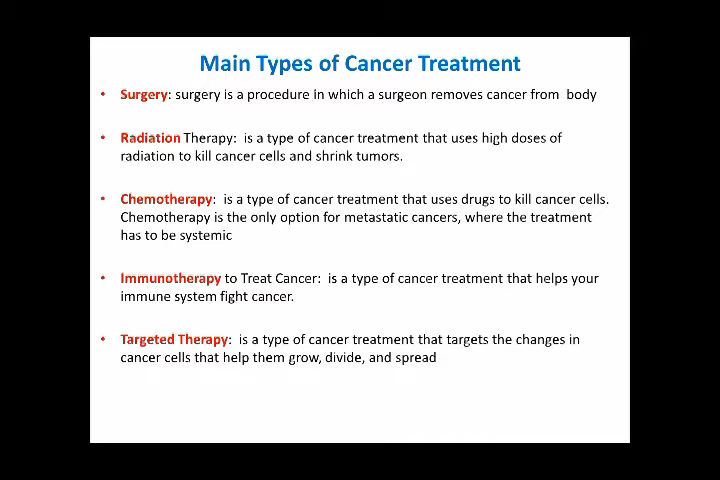 Main Types of Cancer Treatment
• Surgery: surgery is a procedure in which a surgeon removes cancer from body
• Radiation Therapy: is a type of cancer treatment that uses high doses of
radiation to kill cancer cells and shrink tumors.
• Chemotherapy: is a type of cancer treatment that uses drugs to kill cancer cells.
Chemotherapy is the only option for metastatic cancers, where the treatment
has to be systemic
• Immunotherapy to Treat Cancer: is a type of cancer treatment that helps your
immune system fight cancer.
• Targeted Therapy: is a type of cancer treatment that targets the changes in
cancer cells that help them grow, divide, and spread